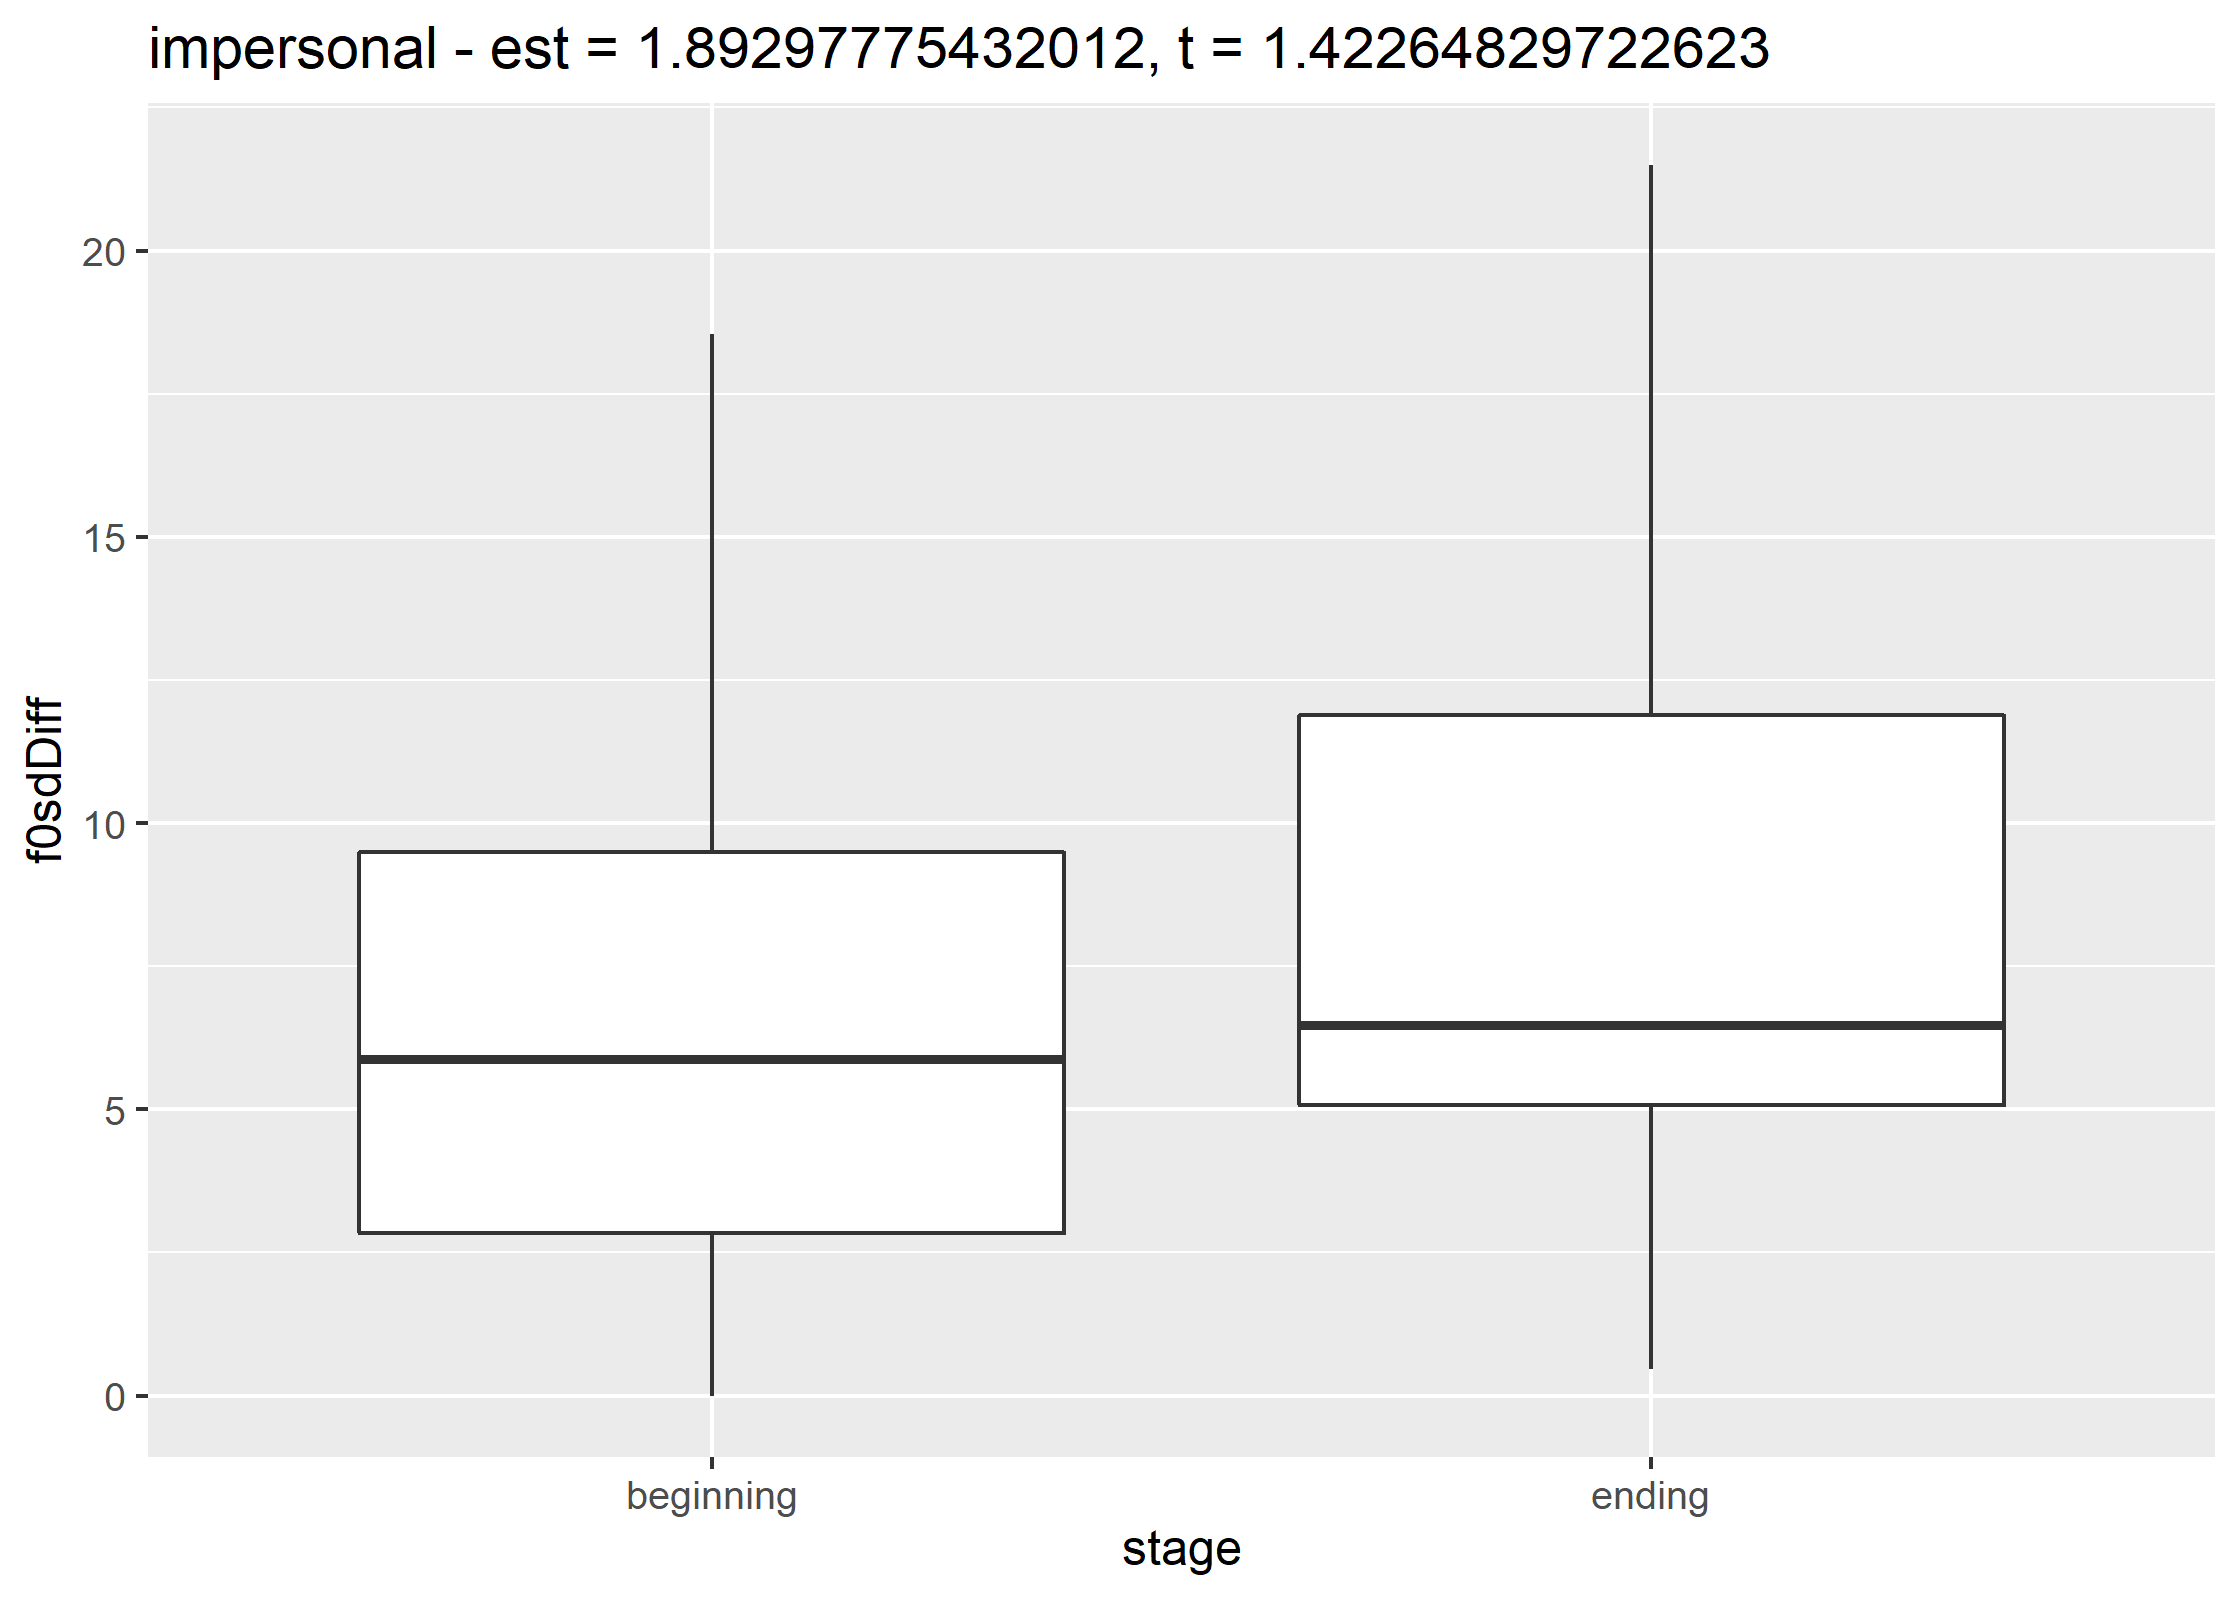 impersonal - est = 1.89297775432012, t = 1.42264829722623
f0sdDiff
20
15
10
5
0
beginning
ending
stage